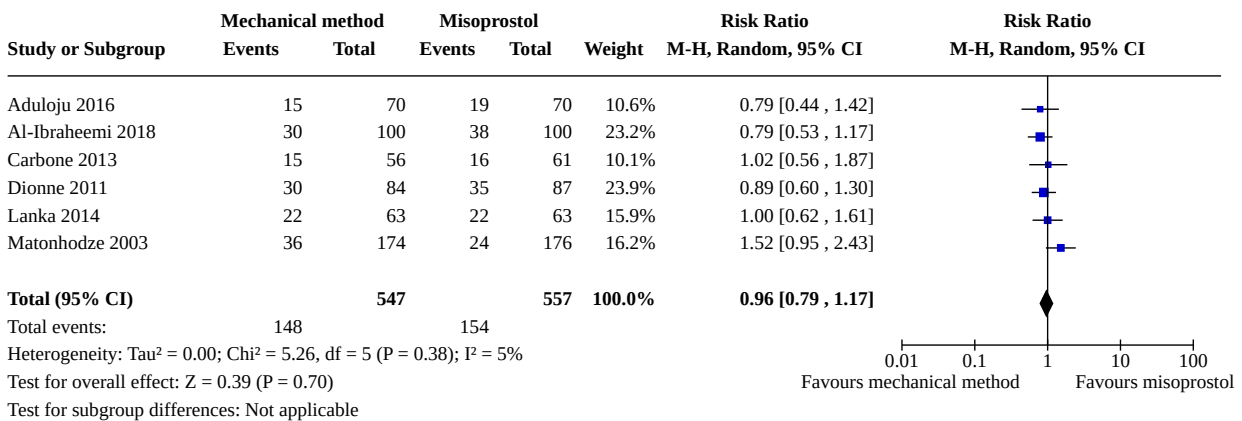 Mechanical method Misoprostol Risk Ratio Risk Ratio
Study or Subgroup Events Total Events Total Weight M-H, Random, 95% CI M-H, Random, 95% CI
Aduloju 2016 15 70 19 70 10.6% 0.79 [0.44 , 1.42]
Al-Ibraheemi 2018 30 100 38 100 23.2% 0.79 [0.53 , 1.17]
Carbone 2013 15 56 16 61 10.1% 1.02 [0.56 , 1.87]
Dionne 2011 30 84 35 87 23.9% 0.89 [0.60 , 1.30]
Lanka 2014 22 63 22 63 15.9% 1.00 [0.62 , 1.61]
Matonhodze 2003 36 174 24 176 16.2% 1.52 [0.95 , 2.43]
Total (95% CI) 547 557 100.0% 0.96 [0.79 , 1.17]
Total events: 148 154
Heterogeneity: Tau² = 0.00; Chi² = 5.26, df = 5 (P = 0.38); I² = 5%
0.01 0.1 1 10 100
Test for overall effect: Z = 0.39 (P = 0.70)
Favours mechanical method Favours misoprostol
Test for subgroup differences: Not applicable